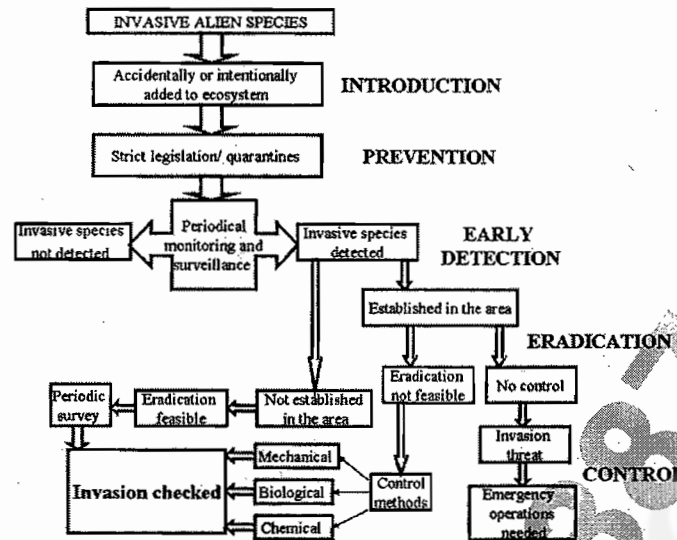 INVASIVE ALIEN SPECIES
Accidentally or intentionally
added to ecosystem
INTRODUCTION
Strict legislation/ quarantines
PREVENTION
Invasive species
not detected
Periodical
monitoring and
surveillance
Invasive species
detected
EARLY
DETECTION
Established in the area
ERADICATION
Periodic
survey
Eradication
feasible
Not established
in the area
Eradication
not feasible
No control
Invasion
threat
Invasion checked
Mechanical
Biological
Chemical
Control
methods
CONTROL
Emergency
operations
needed